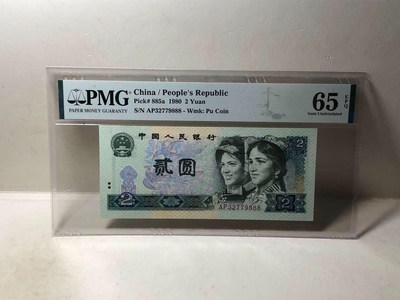 PMG
PAPER MONEY GUARANTY
China / People's Republic
Pick# 885a 1980 2 Yuan
S/N AP32779888 - Wmk: Pu Coin
65 EPQ
Gem Uncirculated
中国人民银行
2
贰圆
2
2
AP32779888